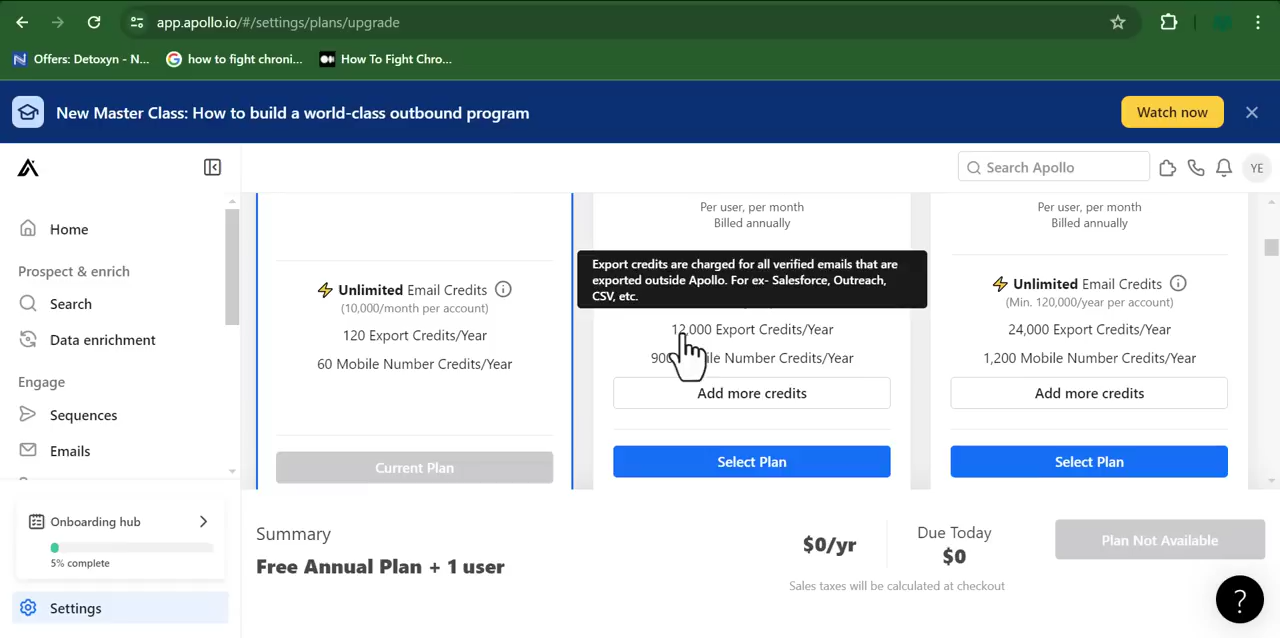 app.apollo.io/#/settings/plans/upgrade
Offers: Detoxyn - N...
how to fight chroni...
How To Fight Chro...
New Master Class: How to build a world-class outbound program
Watch now
Search Apollo
YE
Home
Prospect & enrich
Search
Data enrichment
Engage
Sequences
Emails
Onboarding hub
5% complete
Settings
Unlimited Email Credits
(10,000/month per account)
120 Export Credits/Year
60 Mobile Number Credits/Year
Current Plan
Per user, per month
Billed annually
Export credits are charged for all verified emails that are
exported outside Apollo. For ex- Salesforce, Outreach,
CSV, etc.
12,000 Export Credits/Year
Number Credits/Year
Add more credits
Select Plan
Per user, per month
Billed annually
Unlimited Email Credits
(Min. 120,000/year per account)
24,000 Export Credits/Year
1,200 Mobile Number Credits/Year
Add more credits
Select Plan
Summary
Free Annual Plan + 1 user
$0/yr
Due Today
$0
Sales taxes will be calculated at checkout
Plan Not Available
?